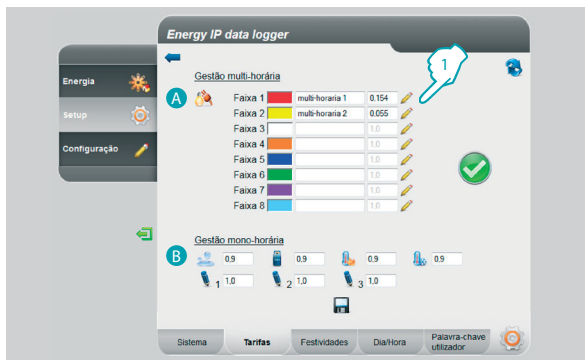 Energy IP data logger
1
Energia
Setup
Configuração
Gestão multi-horária
A
Faixa 1 multi-horaria 1 0.154
Faixa 2 multi-horaria 2 0.055
Faixa 3 1,0
Faixa 4 1,0
Faixa 5 1,0
Faixa 6 1,0
Faixa 7 1,0
Faixa 8 1,0
Gestão mono-horária
B 0,9 0,9 0,9 0,9
1 1,0 2 1,0 3 1,0
Sistema Tarifas Festividades Dia/Hora Palavra-chave
utilizador